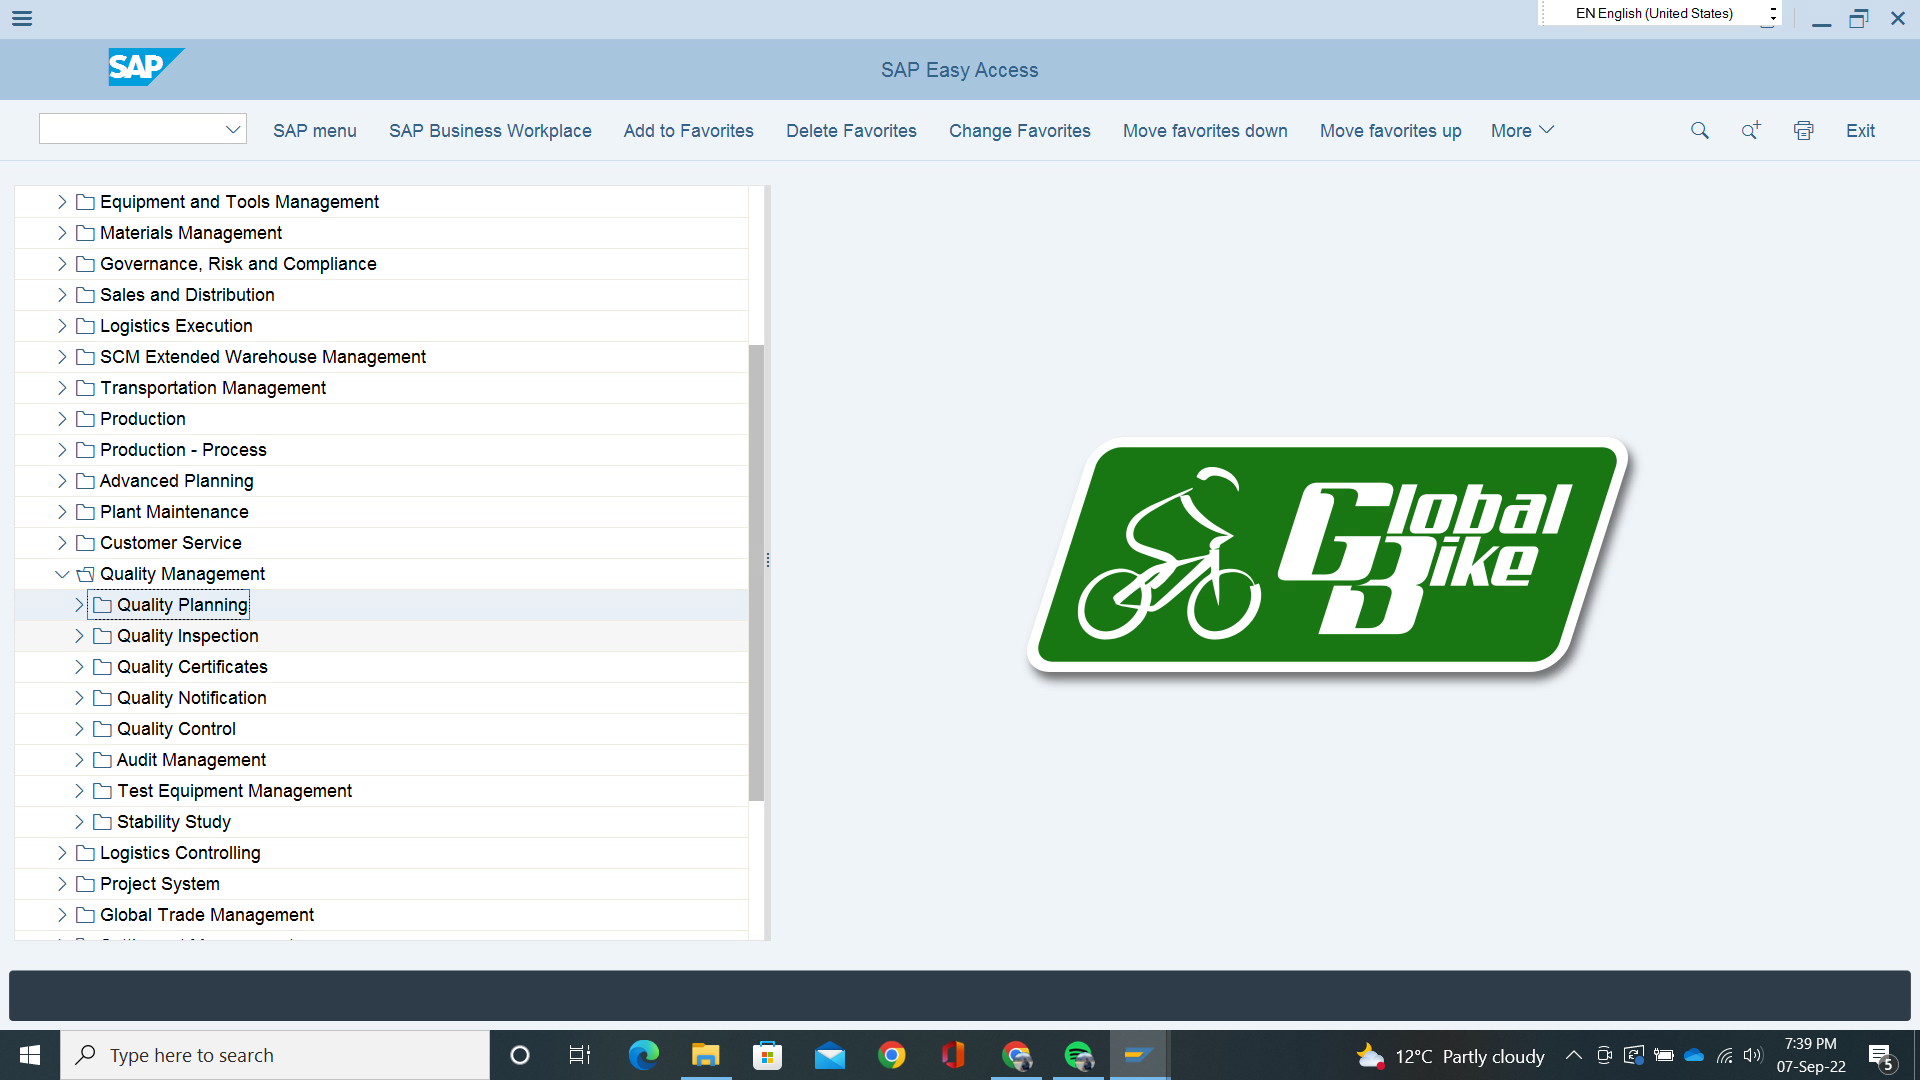 EN English (United States)
SAP
SAP Easy Access
SAP menu
SAP Business Workplace
Add to Favorites
Delete Favorites
Change Favorites
Move favorites down
Move favorites up
More
Exit
Equipment and Tools Management
Materials Management
Governance, Risk and Compliance
Sales and Distribution
Logistics Execution
SCM Extended Warehouse Management
Transportation Management
Production
Production - Process
Advanced Planning
Plant Maintenance
Customer Service
Quality Management
Quality Planning
Quality Inspection
Quality Certificates
Quality Notification
Quality Control
Audit Management
Test Equipment Management
Stability Study
Logistics Controlling
Project System
Global Trade Management
Global
Bike
Type here to search
12°C Partly cloudy
7:39 PM
07-Sep-22
5